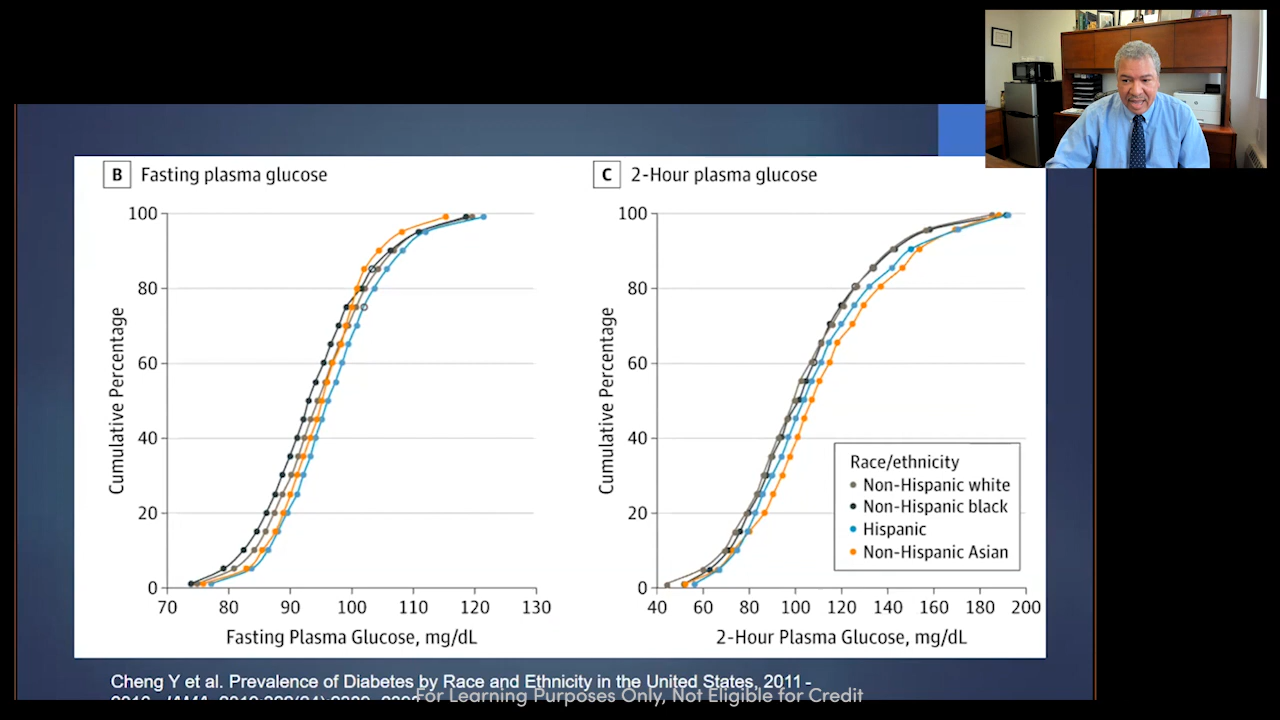 B Fasting plasma glucose
100
80
60
40
20
0
Cumulative Percentage
70 80 90 100 110 120 130
Fasting Plasma Glucose, mg/dL
C 2-Hour plasma glucose
100
80
60
40
20
0
Cumulative Percentage
40 60 80 100 120 140 160 180 200
2-Hour Plasma Glucose, mg/dL
Race/ethnicity
Non-Hispanic white
Non-Hispanic black
Hispanic
Non-Hispanic Asian
Cheng Y et al. Prevalence of Diabetes by Race and Ethnicity in the United States, 2011 -
For Learning Purposes Only, Not Eligible for Credit